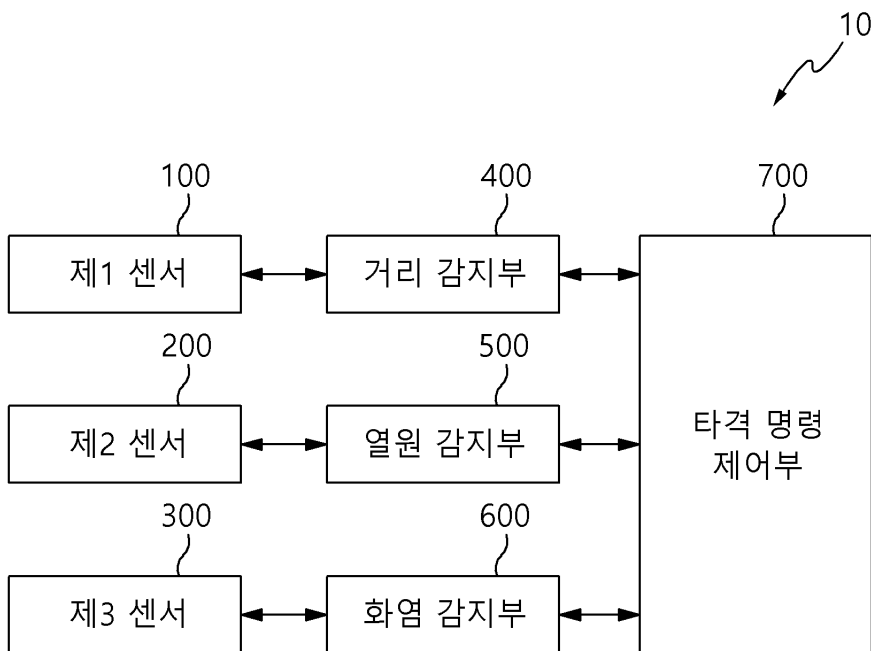 10
100
400
700
제1 센서
거리 감지부
200
500
제2 센서
열원 감지부
타격 명령
제어부
300
600
제3 센서
화염 감지부